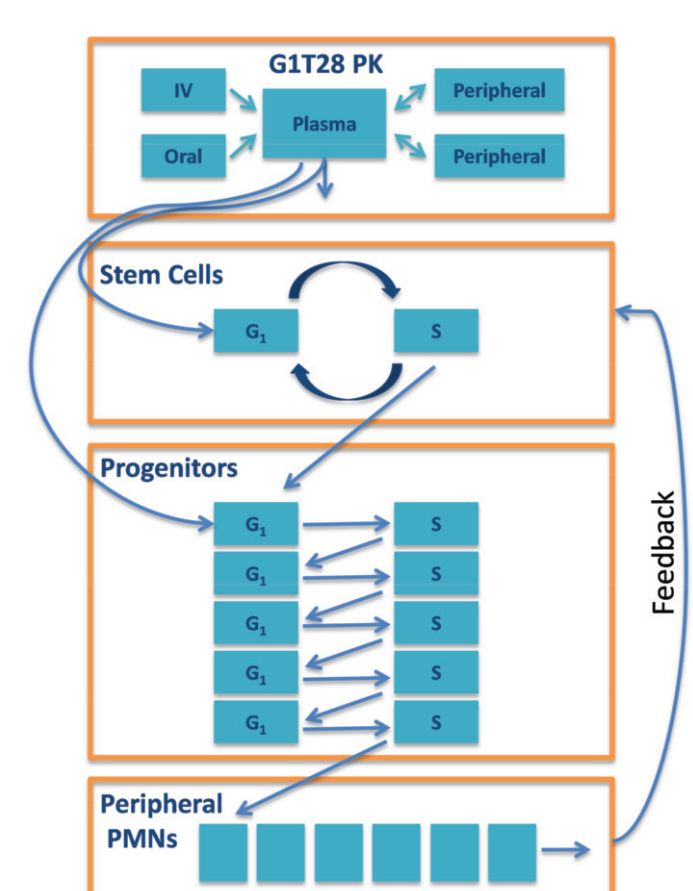 G1T28 PK
IV
Peripheral
Plasma
Oral
Peripheral
Stem Cells
G₁
S
Progenitors
G₁
S
G₁
S
G₁
S
G₁
S
G₁
S
Feedback
Peripheral
PMNs